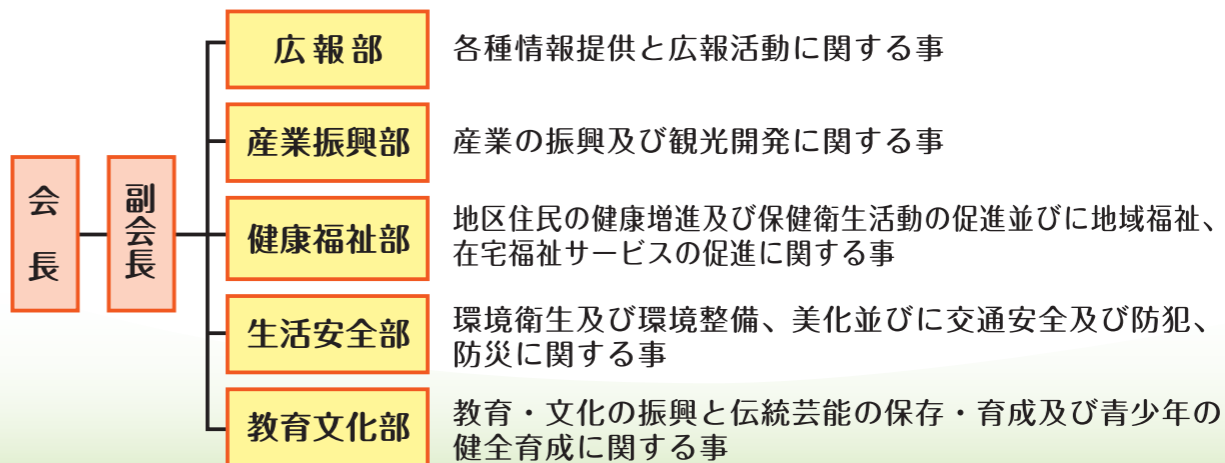 会長
副会長
広報部
各種情報提供と広報活動に関する事
産業振興部
産業の振興及び観光開発に関する事
健康福祉部
地区住民の健康増進及び保健衛生活動の促進並びに地域福祉、
在宅福祉サービスの促進に関する事
生活安全部
環境衛生及び環境整備、美化並びに交通安全及び防犯、
防災に関する事
教育文化部
教育・文化の振興と伝統芸能の保存・育成及び青少年の
健全育成に関する事